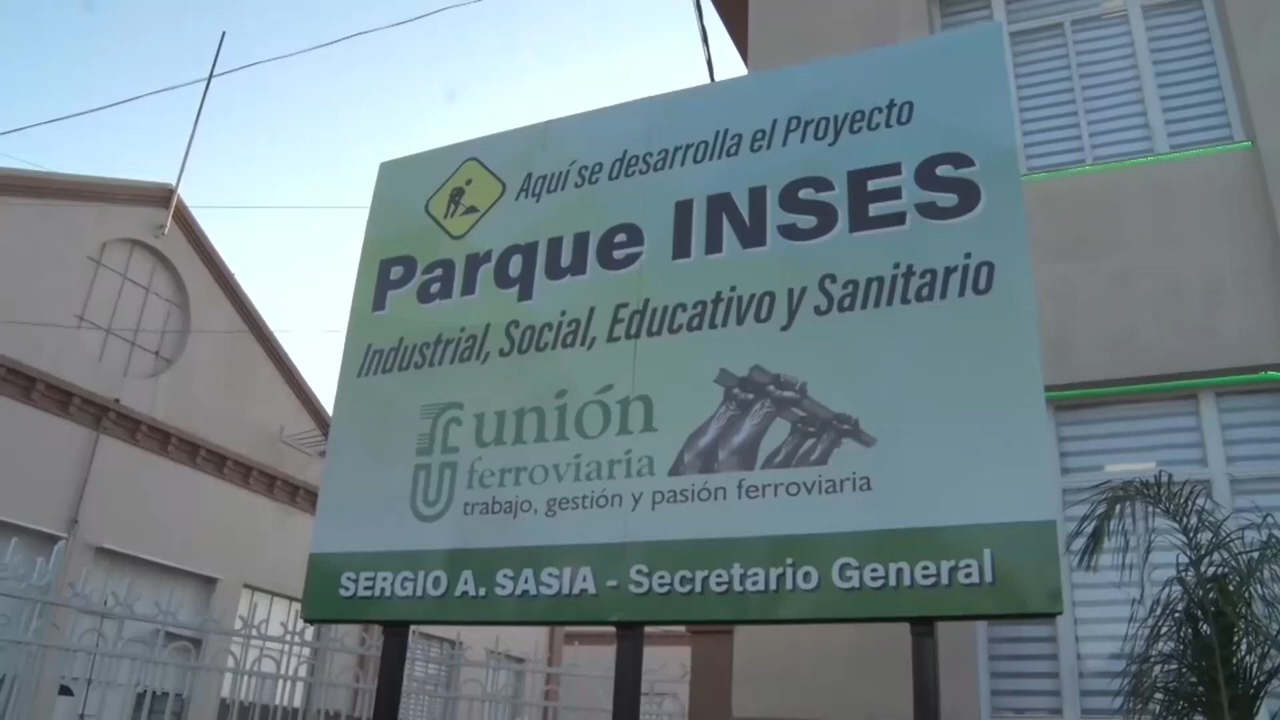 Aquí se desarrolla el Proyecto
Parque INSES
Industrial, Social, Educativo y Sanitario
unión
ferroviaria
trabajo, gestión y pasión ferroviaria
SERGIO A. SASIA - Secretario General